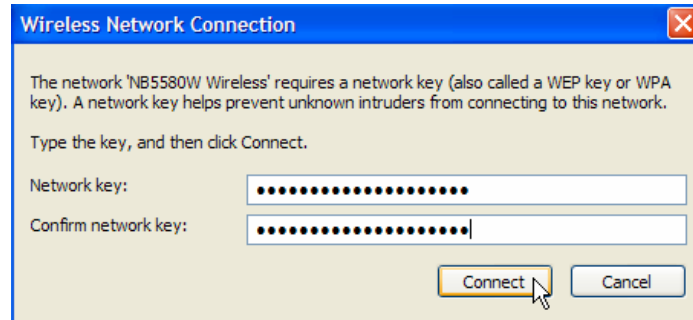 Wireless Network Connection
The network 'NB5580W Wireless' requires a network key (also called a WEP key or WPA
key). A network key helps prevent unknown intruders from connecting to this network.
Type the key, and then click Connect.
Network key: ••••••••••••••••••••
Confirm network key: ••••••••••••••••••••
Connect Cancel